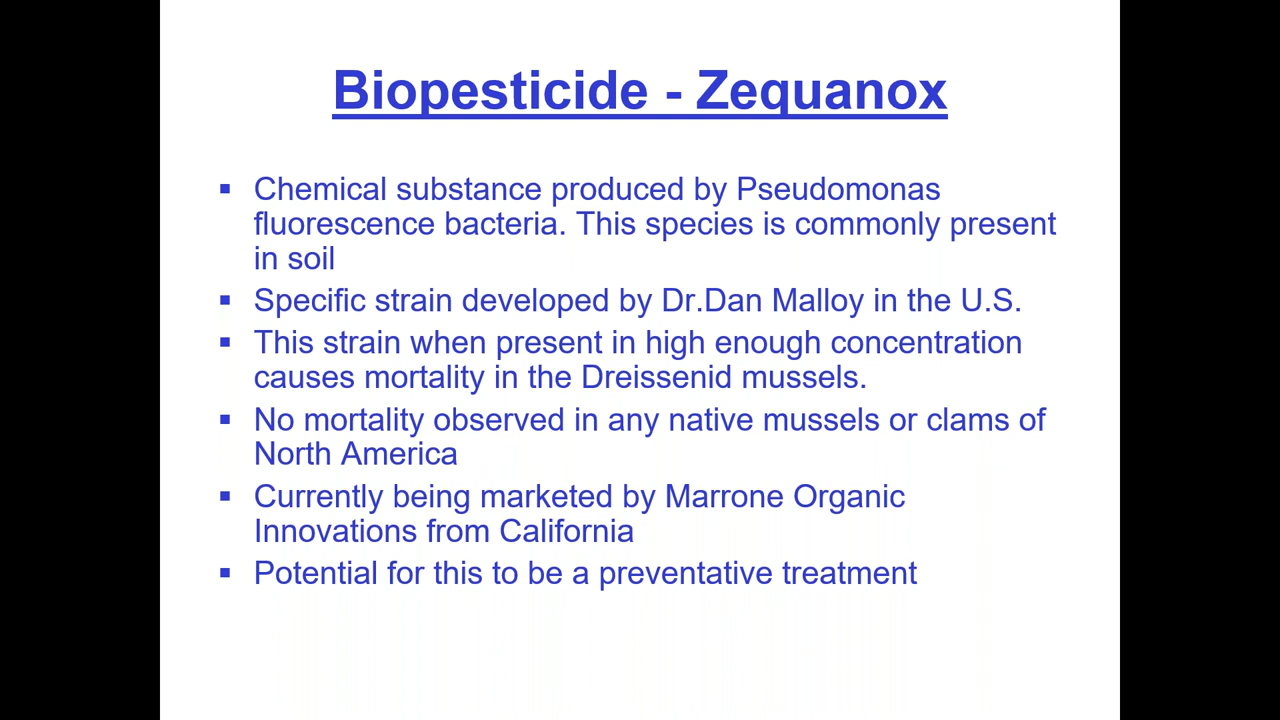 Biopesticide - Zequanox
▪ Chemical substance produced by Pseudomonas
fluorescence bacteria. This species is commonly present
in soil
▪ Specific strain developed by Dr.Dan Malloy in the U.S.
▪ This strain when present in high enough concentration
causes mortality in the Dreissenid mussels.
▪ No mortality observed in any native mussels or clams of
North America
▪ Currently being marketed by Marrone Organic
Innovations from California
▪ Potential for this to be a preventative treatment